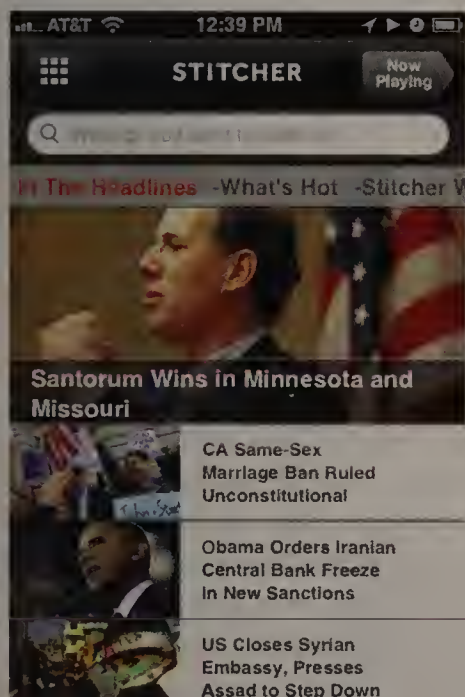 AT&T 12:39 PM
STITCHER
Now
Playing
The Headlines -What's Hot -Stitcher W
Santorum Wins in Minnesota and
Missouri
CA Same-Sex
Marriage Ban Ruled
Unconstitutional
Obama Orders Iranian
Central Bank Freeze
in New Sanctions
US Closes Syrian
Embassy, Presses
Assad to Step Down